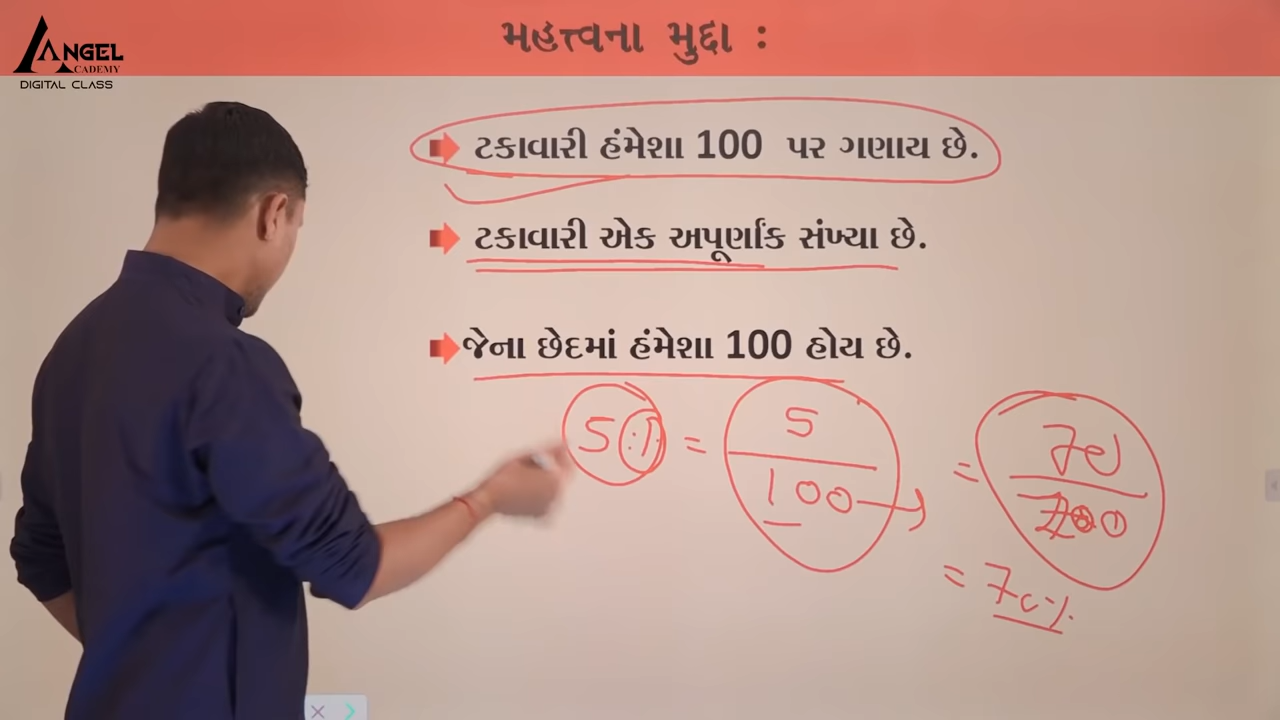 ANGEL
ACADEMY
DIGITAL CLASS
મહત્ત્વના મુદ્દા :
ટકાવારી હંમેશા 100 પર ગણાય છે.
ટકાવારી એક અપૂર્ણાંક સંખ્યા છે.
જેના છેદમાં હંમેશા 100 હોય છે.
5 % = 5/100
= 70/100
= 70%